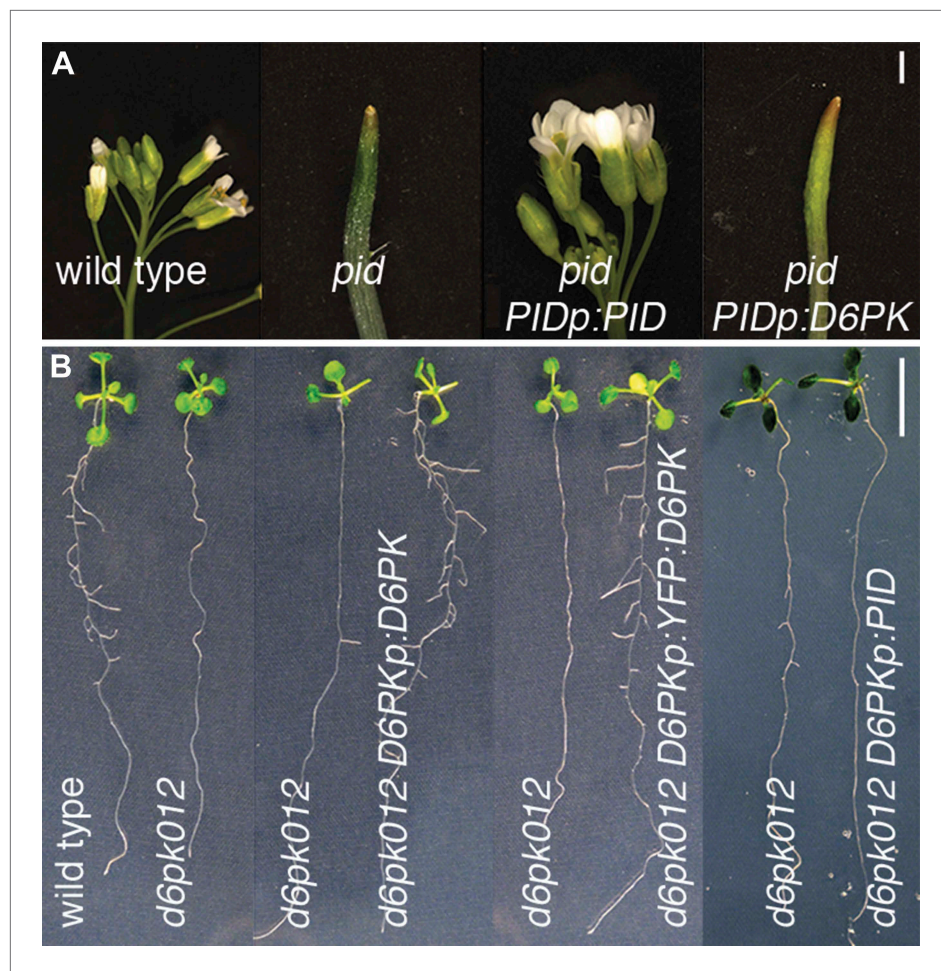 A
wild type
pid
pid
PIDp:PID
pid
PIDp:D6PK
B
wild type
d6pk012
d6pk012
d6pk012 D6PKp:D6PK
d6pk012
d6pk012 D6PKp:YFP:D6PK
d6pk012
d6pk012 D6PKp:PID